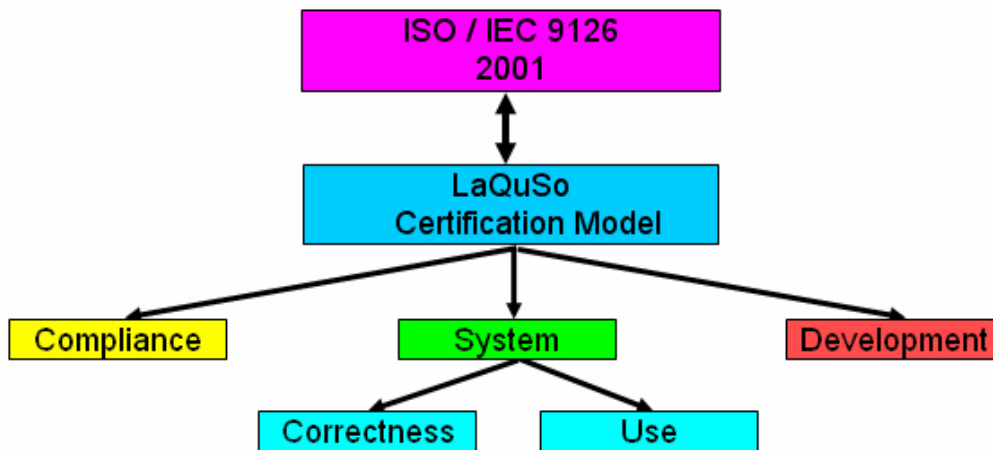 ISO / IEC 9126
2001
LaQuSo
Certification Model
Compliance
System
Development
Correctness
Use